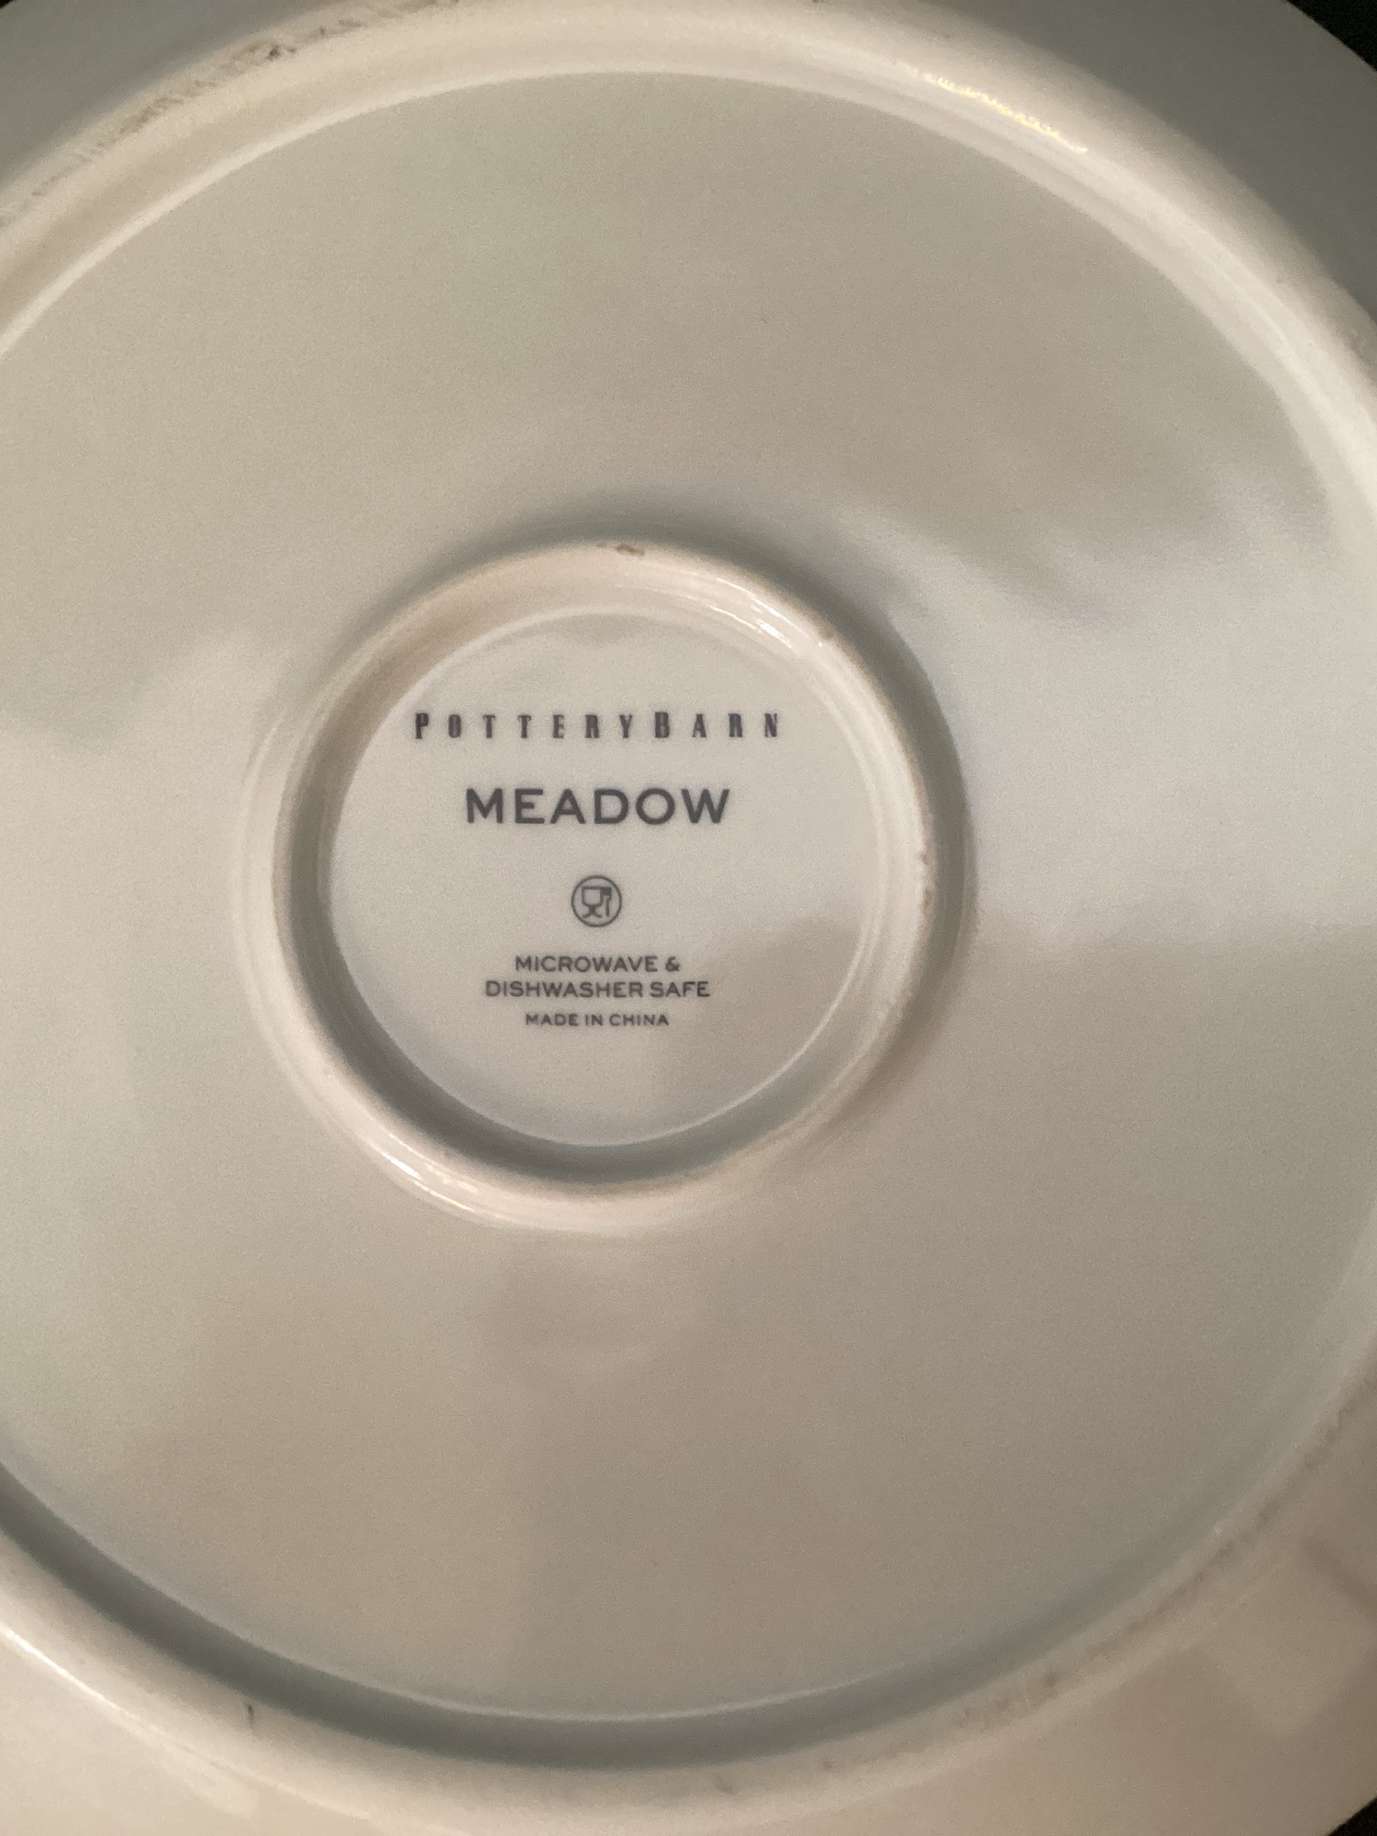 POTTERYBARN
MEADOW
MICROWAVE &
DISHWASHER SAFE
MADE IN CHINA